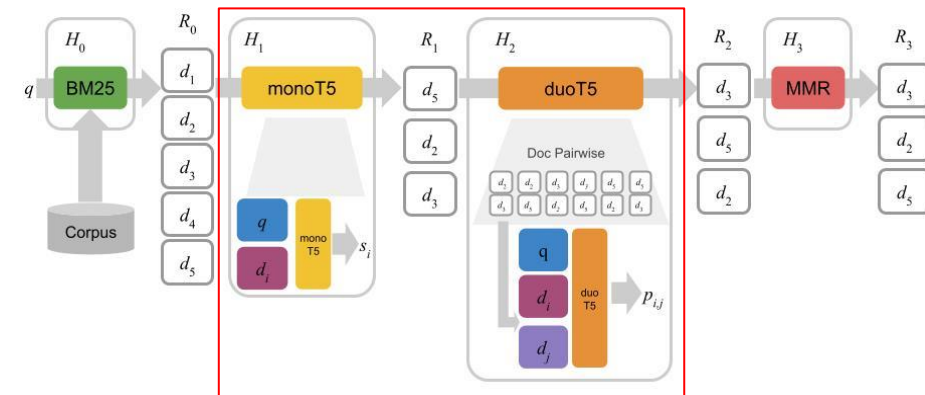 q
H₀
BM25
Corpus
R₀
d₁
d₂
d₃
d₄
d₅
H₁
monoT5
q
dᵢ
mono
T5
sᵢ
R₁
d₅
d₂
d₃
H₂
duoT5
Doc Pairwise
q
dᵢ
dⱼ
duo
T5
pᵢ,ⱼ
R₂
d₃
d₅
d₂
H₃
MMR
R₃
d₃
d₂
d₅